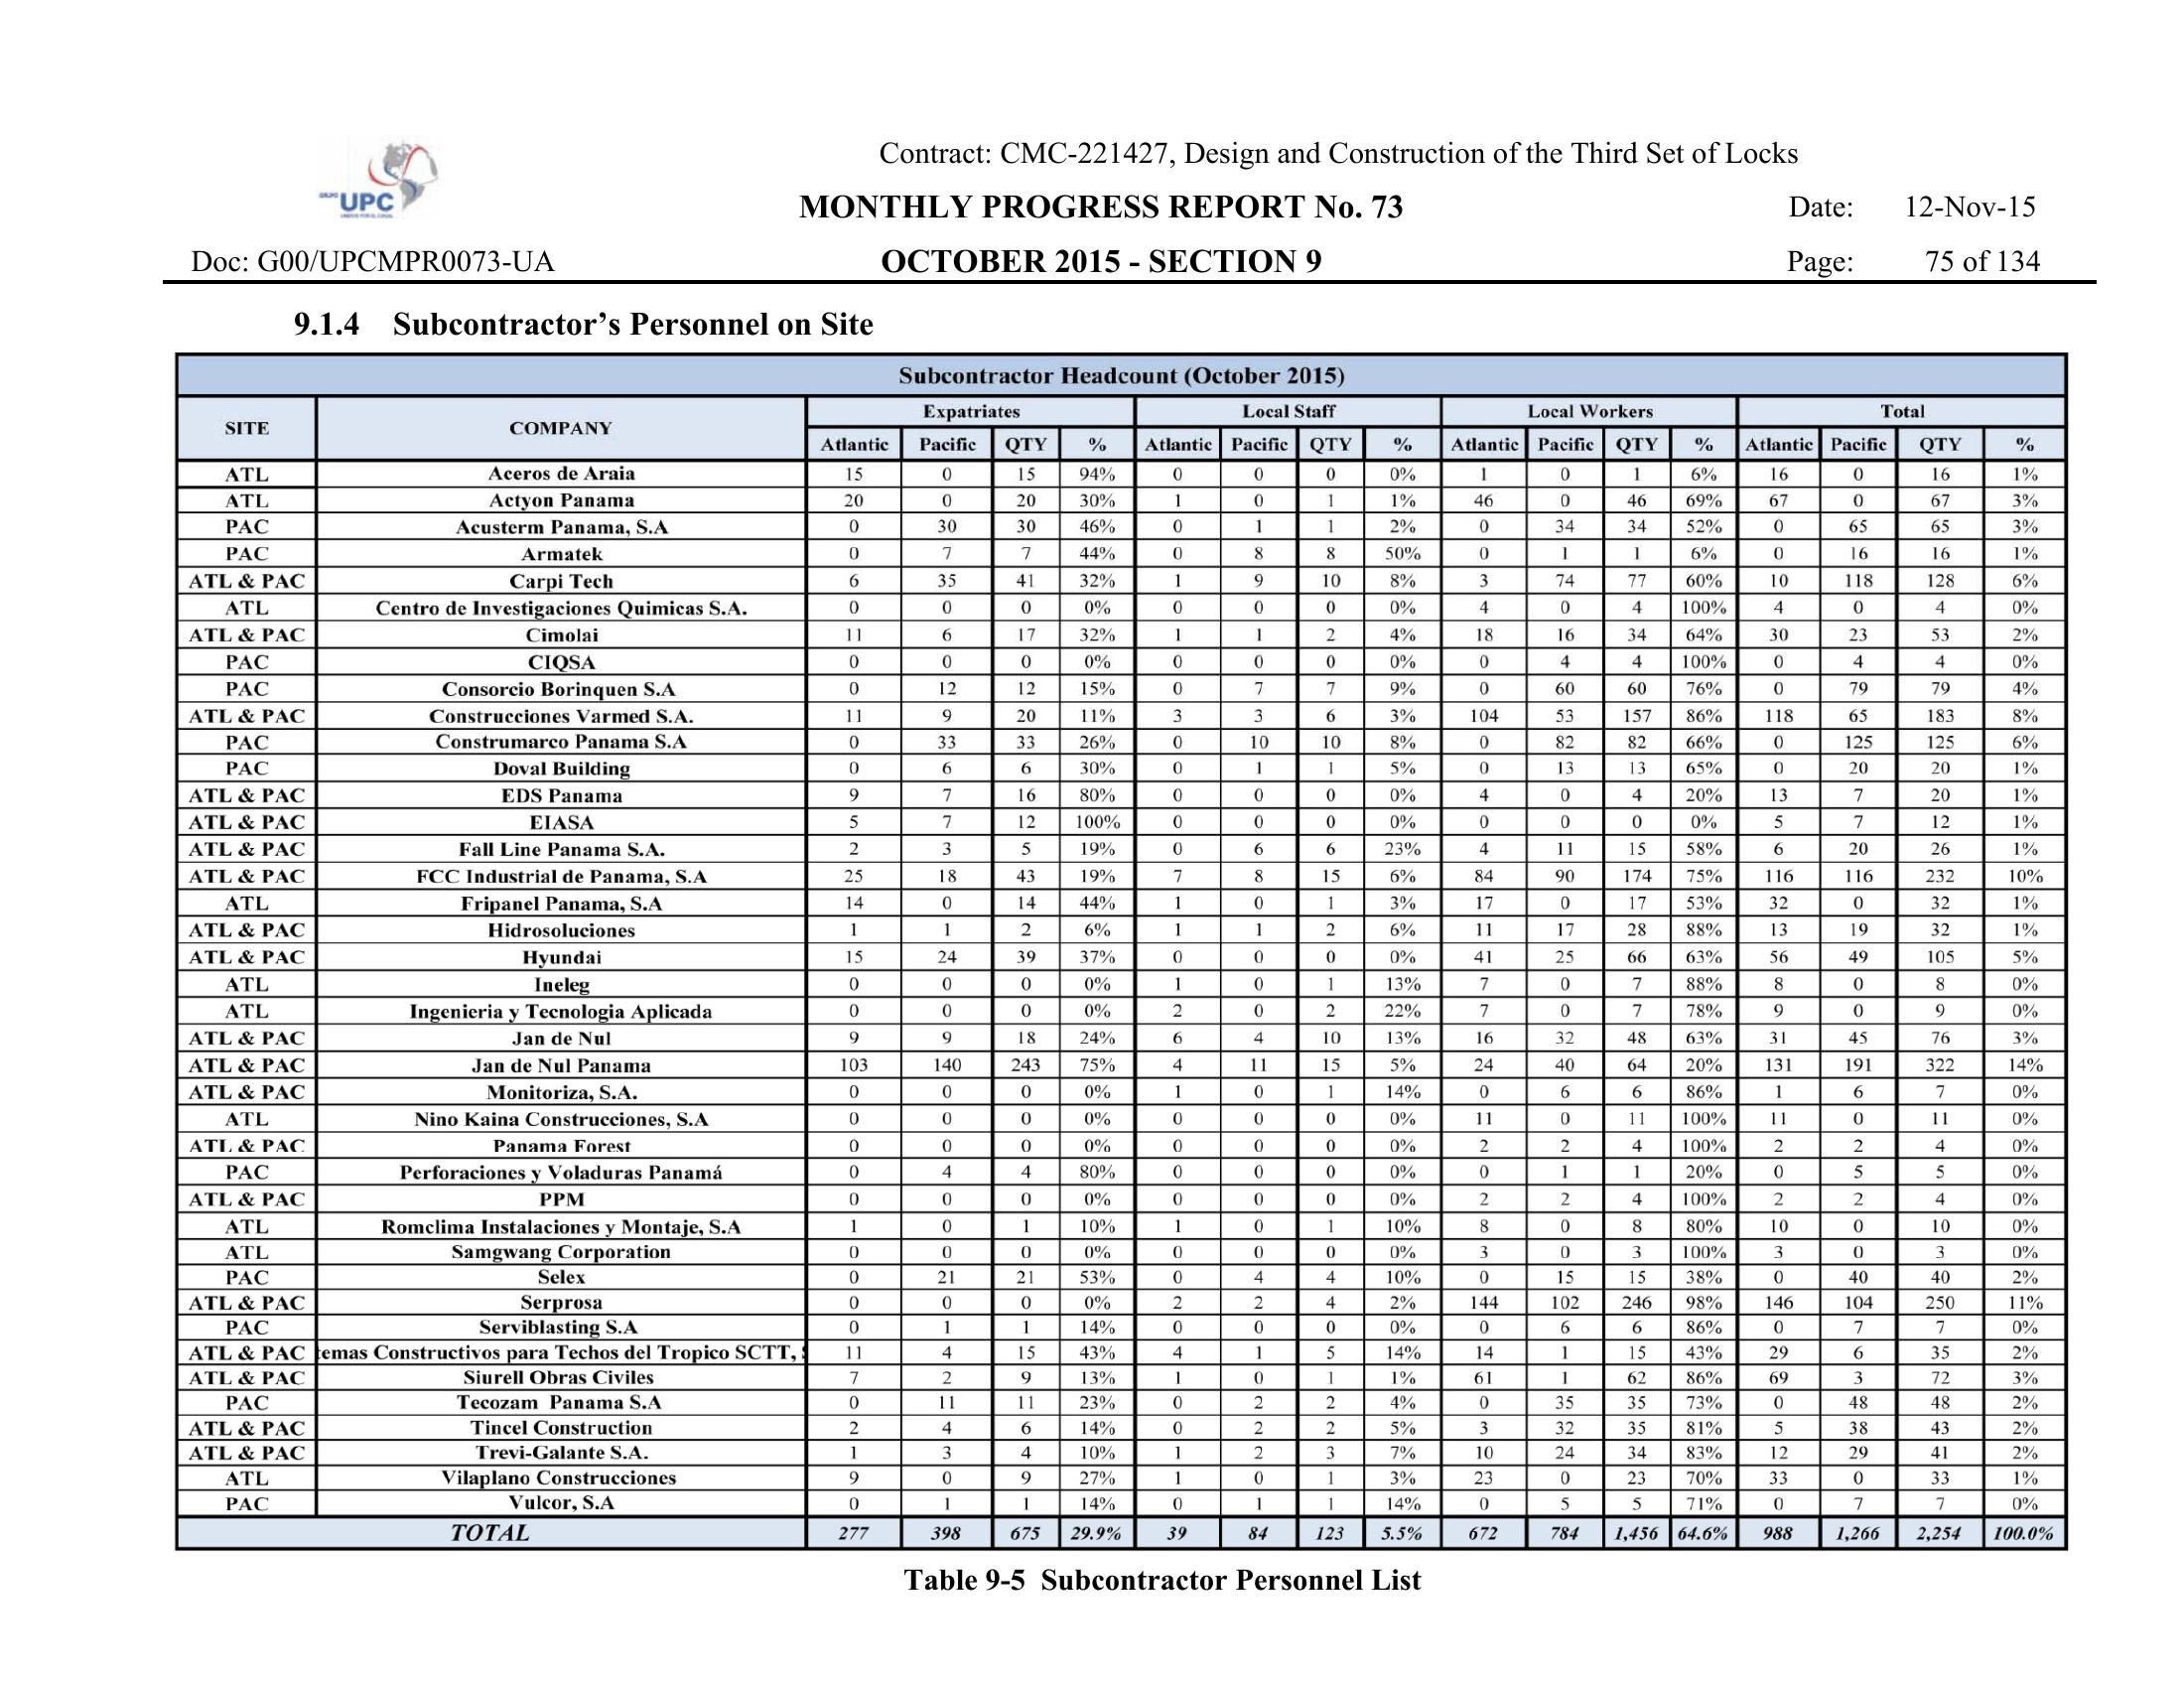 Contract: CMC-221427, Design and Construction of the Third Set of Locks
UPC
MONTHLY PROGRESS REPORT No. 73 Date: 12-Nov-15
Doc: G00/UPCMPR0073-UA OCTOBER 2015 - SECTION 9 Page: 75 of 134
9.1.4 Subcontractor's Personnel on Site
Subcontractor Headcount (October 2015)
SITE COMPANY Expatriates Local Staff Local Workers Total
Atlantic Pacific QTY % Atlantic Pacific QTY % Atlantic Pacific QTY % Atlantic Pacific QTY %
ATL Aceros de Araia 15 0 15 94% 0 0 0 0% 1 0 1 6% 16 0 16 1%
ATL Actyon Panama 20 0 20 30% 1 0 1 1% 46 0 46 69% 67 0 67 3%
PAC Acusterm Panama, S.A 0 30 30 46% 0 1 1 2% 0 34 34 52% 0 65 65 3%
PAC Armatek 0 7 7 44% 0 8 8 50% 0 1 1 6% 0 16 16 1%
ATL & PAC Carpi Tech 6 35 41 32% 1 9 10 8% 3 74 77 60% 10 118 128 6%
ATL Centro de Investigaciones Quimicas S.A. 0 0 0 0% 0 0 0 0% 4 0 4 100% 4 0 4 0%
ATL & PAC Cimolai 11 6 17 32% 1 1 2 4% 18 16 34 64% 30 23 53 2%
PAC CIQSA 0 0 0 0% 0 0 0 0% 0 4 4 100% 0 4 4 0%
PAC Consorcio Borinquen S.A 0 12 12 15% 0 7 7 9% 0 60 60 76% 0 79 79 4%
ATL & PAC Construcciones Varmed S.A. 11 9 20 11% 3 3 6 3% 104 53 157 86% 118 65 183 8%
PAC Construmarco Panama S.A 0 33 33 26% 0 10 10 8% 0 82 82 66% 0 125 125 6%
PAC Doval Building 0 6 6 30% 0 1 1 5% 0 13 13 65% 0 20 20 1%
ATL & PAC EDS Panama 9 7 16 80% 0 0 0 0% 4 0 4 20% 13 7 20 1%
ATL & PAC EIASA 5 7 12 100% 0 0 0 0% 0 0 0 0% 5 7 12 1%
ATL & PAC Fall Line Panama S.A. 2 3 5 19% 0 6 6 23% 4 11 15 58% 6 20 26 1%
ATL & PAC FCC Industrial de Panama, S.A 25 18 43 19% 7 8 15 6% 84 90 174 75% 116 116 232 10%
ATL Fripanel Panama, S.A 14 0 14 44% 1 0 1 3% 17 0 17 53% 32 0 32 1%
ATL & PAC Hidrosoluciones 1 1 2 6% 1 1 2 6% 11 17 28 88% 13 19 32 1%
ATL & PAC Hyundai 15 24 39 37% 0 0 0 0% 41 25 66 63% 56 49 105 5%
ATL Ineleg 0 0 0 0% 1 0 1 13% 7 0 7 88% 8 0 8 0%
ATL Ingenieria y Tecnologia Aplicada 0 0 0 0% 2 0 2 22% 7 0 7 78% 9 0 9 0%
ATL & PAC Jan de Nul 9 9 18 24% 6 4 10 13% 16 32 48 63% 31 45 76 3%
ATL & PAC Jan de Nul Panama 103 140 243 75% 4 11 15 5% 24 40 64 20% 131 191 322 14%
ATL & PAC Monitoriza, S.A. 0 0 0 0% 1 0 1 14% 0 6 6 86% 1 6 7 0%
ATL Nino Kaina Construcciones, S.A 0 0 0 0% 0 0 0 0% 11 0 11 100% 11 0 11 0%
ATL & PAC Panama Forest 0 0 0 0% 0 0 0 0% 2 2 4 100% 2 2 4 0%
PAC Perforaciones y Voladuras Panamá 0 4 4 80% 0 0 0 0% 0 1 1 20% 0 5 5 0%
ATL & PAC PPM 0 0 0 0% 0 0 0 0% 2 2 4 100% 2 2 4 0%
ATL Romclima Instalaciones y Montaje, S.A 1 0 1 10% 1 0 1 10% 8 0 8 80% 10 0 10 0%
ATL Samgwang Corporation 0 0 0 0% 0 0 0 0% 3 0 3 100% 3 0 3 0%
PAC Selex 0 21 21 53% 0 4 4 10% 0 15 15 38% 0 40 40 2%
ATL & PAC Serprosa 0 0 0 0% 2 2 4 2% 144 102 246 98% 146 104 250 11%
PAC Serviblasting S.A 0 1 1 14% 0 0 0 0% 0 6 6 86% 0 7 7 0%
ATL & PAC temas Constructivos para Techos del Tropico SCTT, 11 4 15 43% 4 1 5 14% 14 1 15 43% 29 6 35 2%
ATL & PAC Siurell Obras Civiles 7 2 9 13% 1 0 1 1% 61 1 62 86% 69 3 72 3%
PAC Tecozam Panama S.A 0 11 11 23% 0 2 2 4% 0 35 35 73% 0 48 48 2%
ATL & PAC Tincel Construction 2 4 6 14% 0 2 2 5% 3 32 35 81% 5 38 43 2%
ATL & PAC Trevi-Galante S.A. 1 3 4 10% 1 2 3 7% 10 24 34 83% 12 29 41 2%
ATL Vilaplano Construcciones 9 0 9 27% 1 0 1 3% 23 0 23 70% 33 0 33 1%
PAC Vulcor, S.A 0 1 1 14% 0 1 1 14% 0 5 5 71% 0 7 7 0%
TOTAL 277 398 675 29.9% 39 84 123 5.5% 672 784 1,456 64.6% 988 1,266 2,254 100.0%
Table 9-5 Subcontractor Personnel List